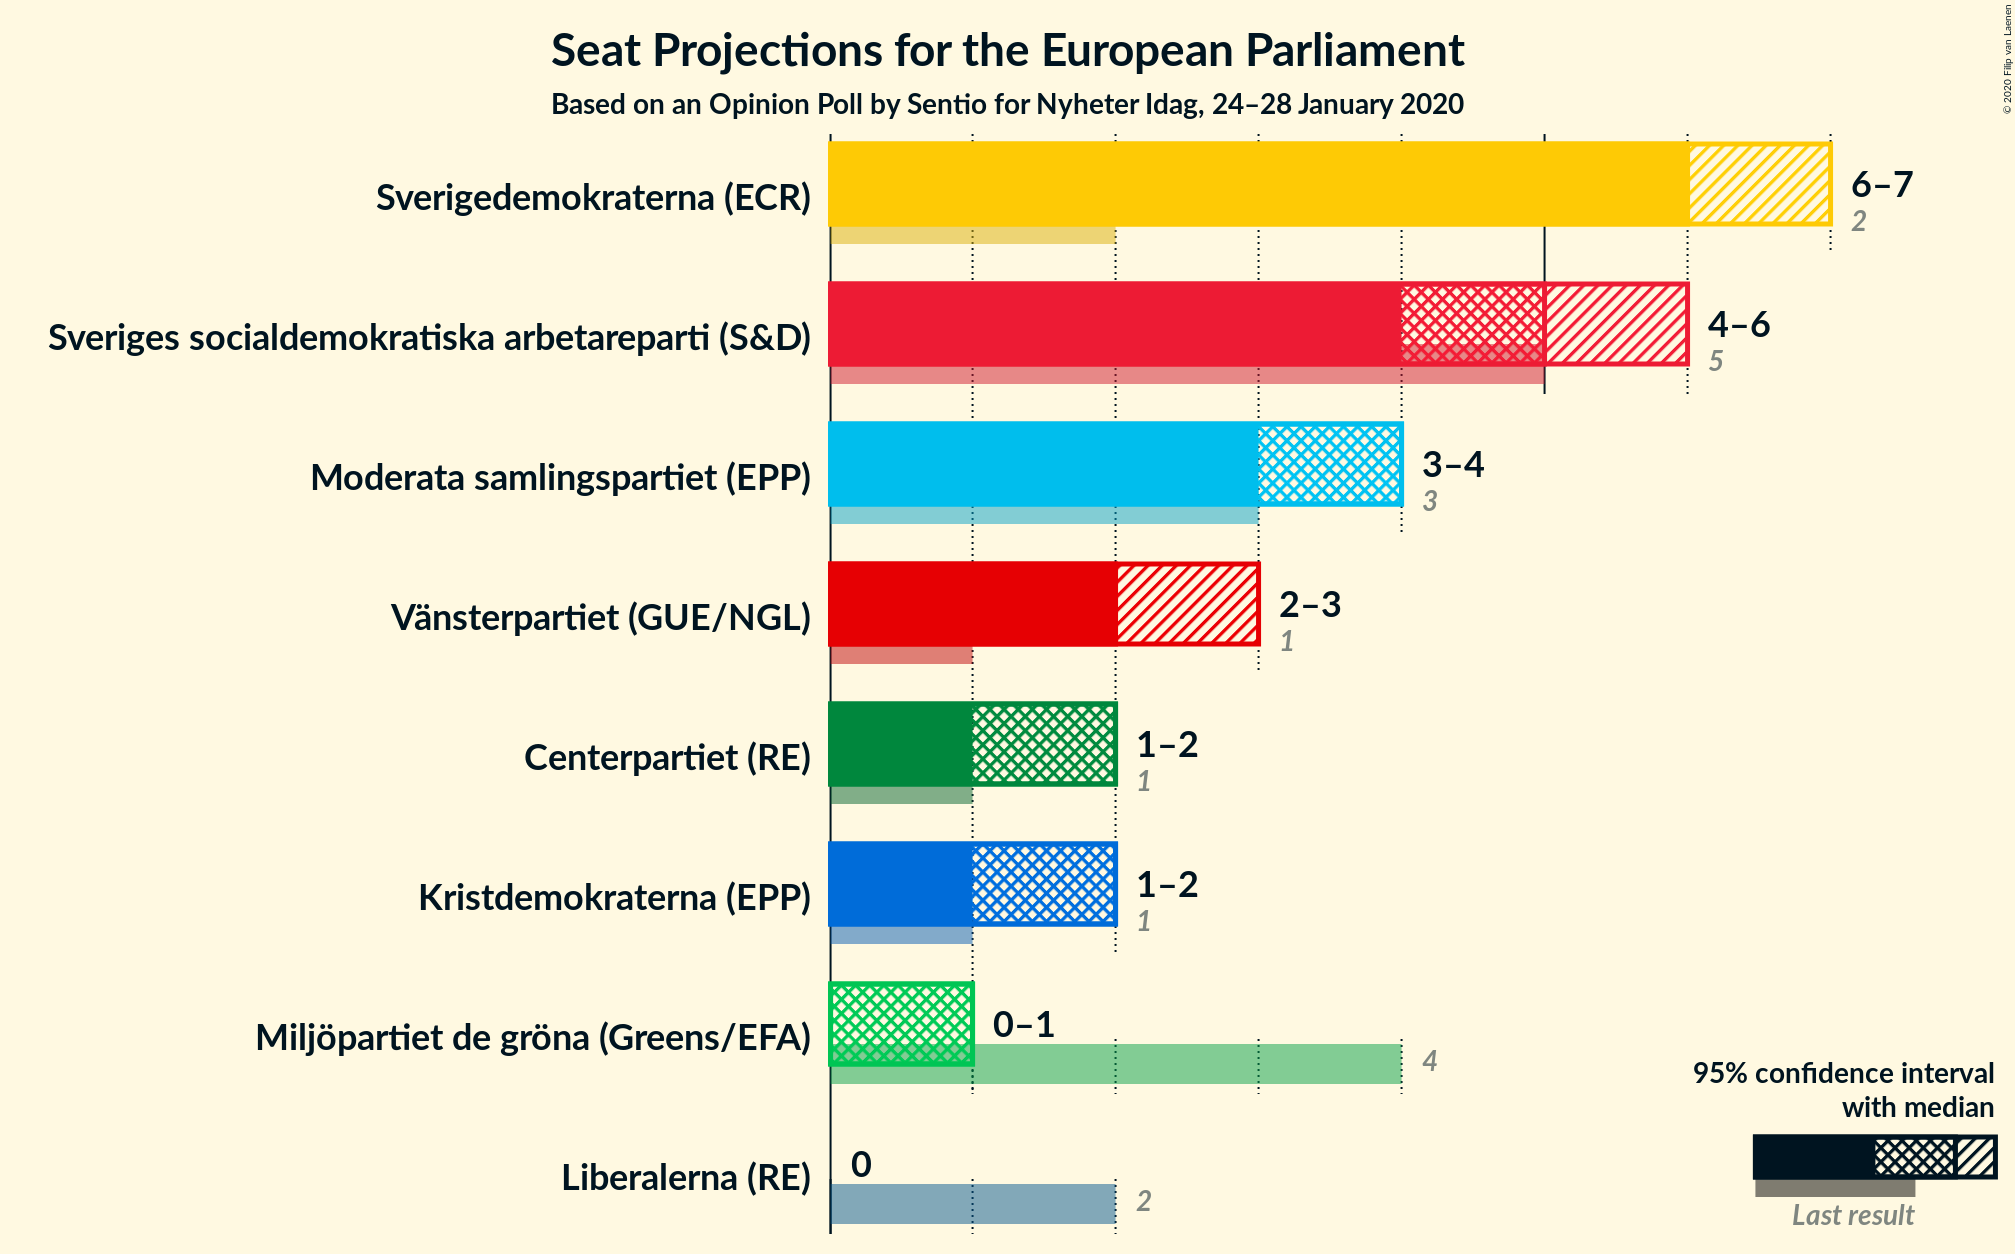 Seat Projections for the European Parliament
Based on an Opinion Poll by Sentio for Nyheter Idag, 24–28 January 2020
© 2020 Filip van Laenen
Sverigedemokraterna (ECR)
6–7
2
Sveriges socialdemokratiska arbetareparti (S&D)
4–6
5
Moderata samlingspartiet (EPP)
3–4
3
Vänsterpartiet (GUE/NGL)
2–3
1
Centerpartiet (RE)
1–2
1
Kristdemokraterna (EPP)
1–2
1
Miljöpartiet de gröna (Greens/EFA)
0–1
4
Liberalerna (RE)
0
2
95% confidence interval
with median
Last result